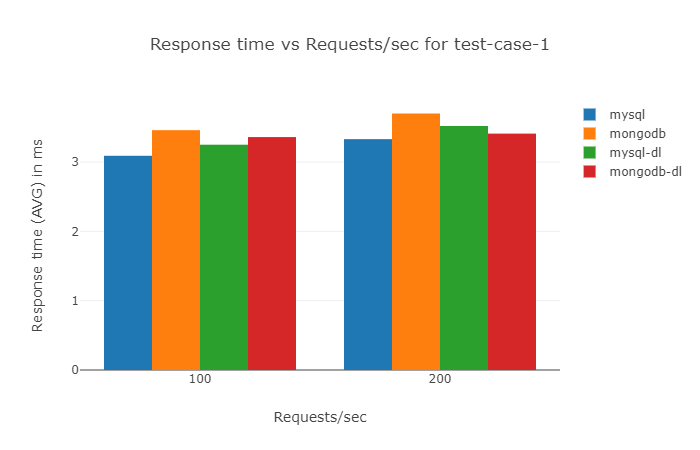 Response time vs Requests/sec for test-case-1
mysql
mongodb
mysql-dl
mongodb-dl
Response time (AVG) in ms
3
2
1
0
100 200
Requests/sec